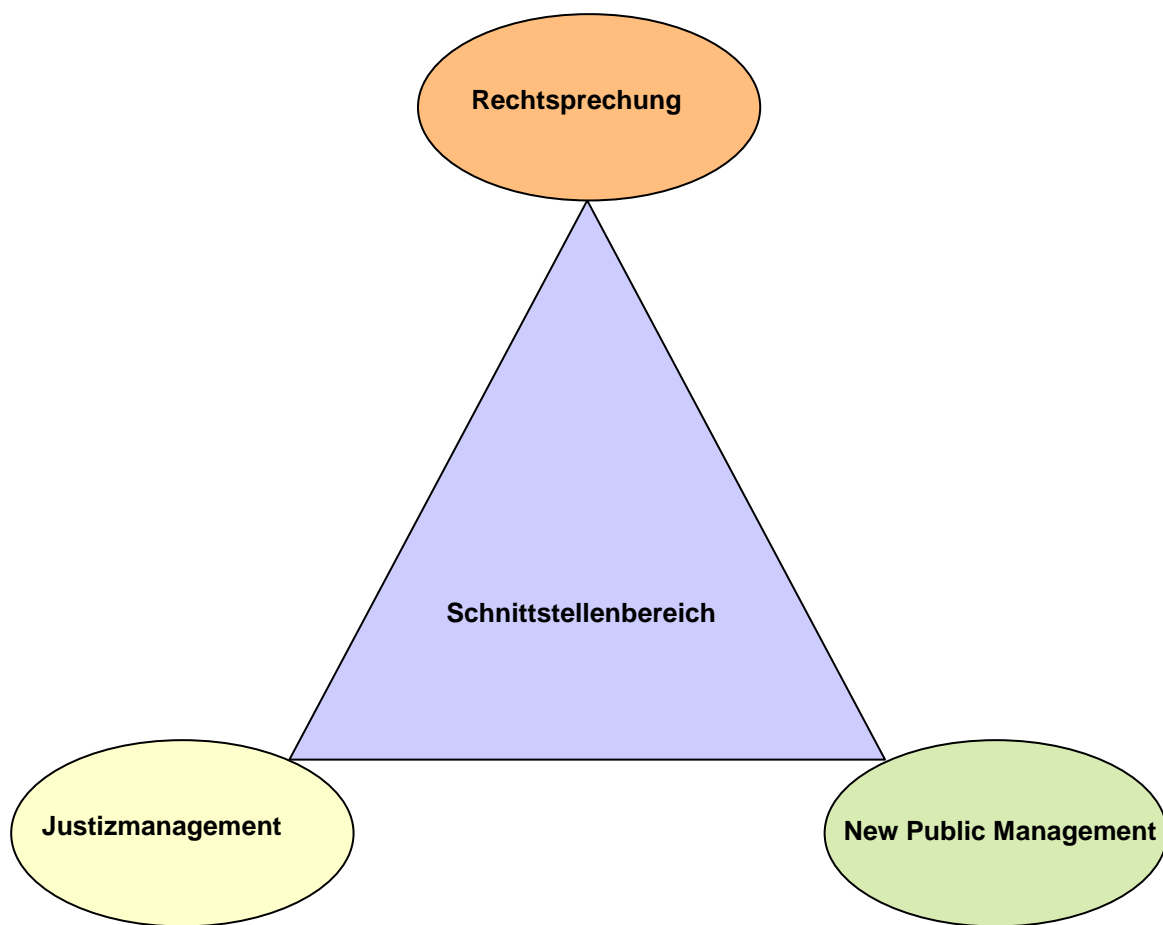 Rechtsprechung
Schnittstellenbereich
Justizmanagement
New Public Management